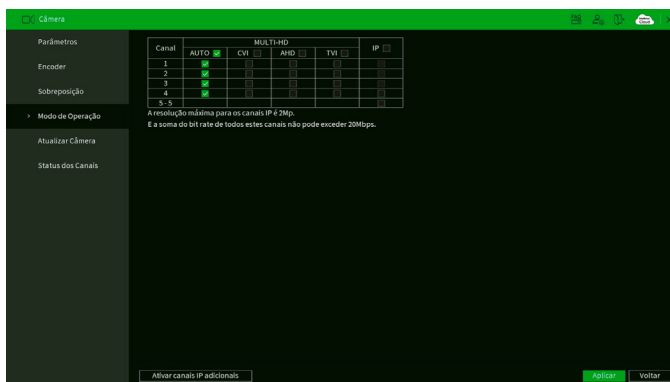 Câmera
Parâmetros
Encoder
Sobreposição
Modo de Operação
Atualizar Câmera
Status dos Canais
Canal MULTI-HD IP
AUTO CVI AHD TVI
1
2
3
4
5 - 5
A resolução máxima para os canais IP é 2Mp.
E a soma do bit rate de todos estes canais não pode exceder 20Mbps.
Ativar canais IP adicionais
Aplicar
Voltar